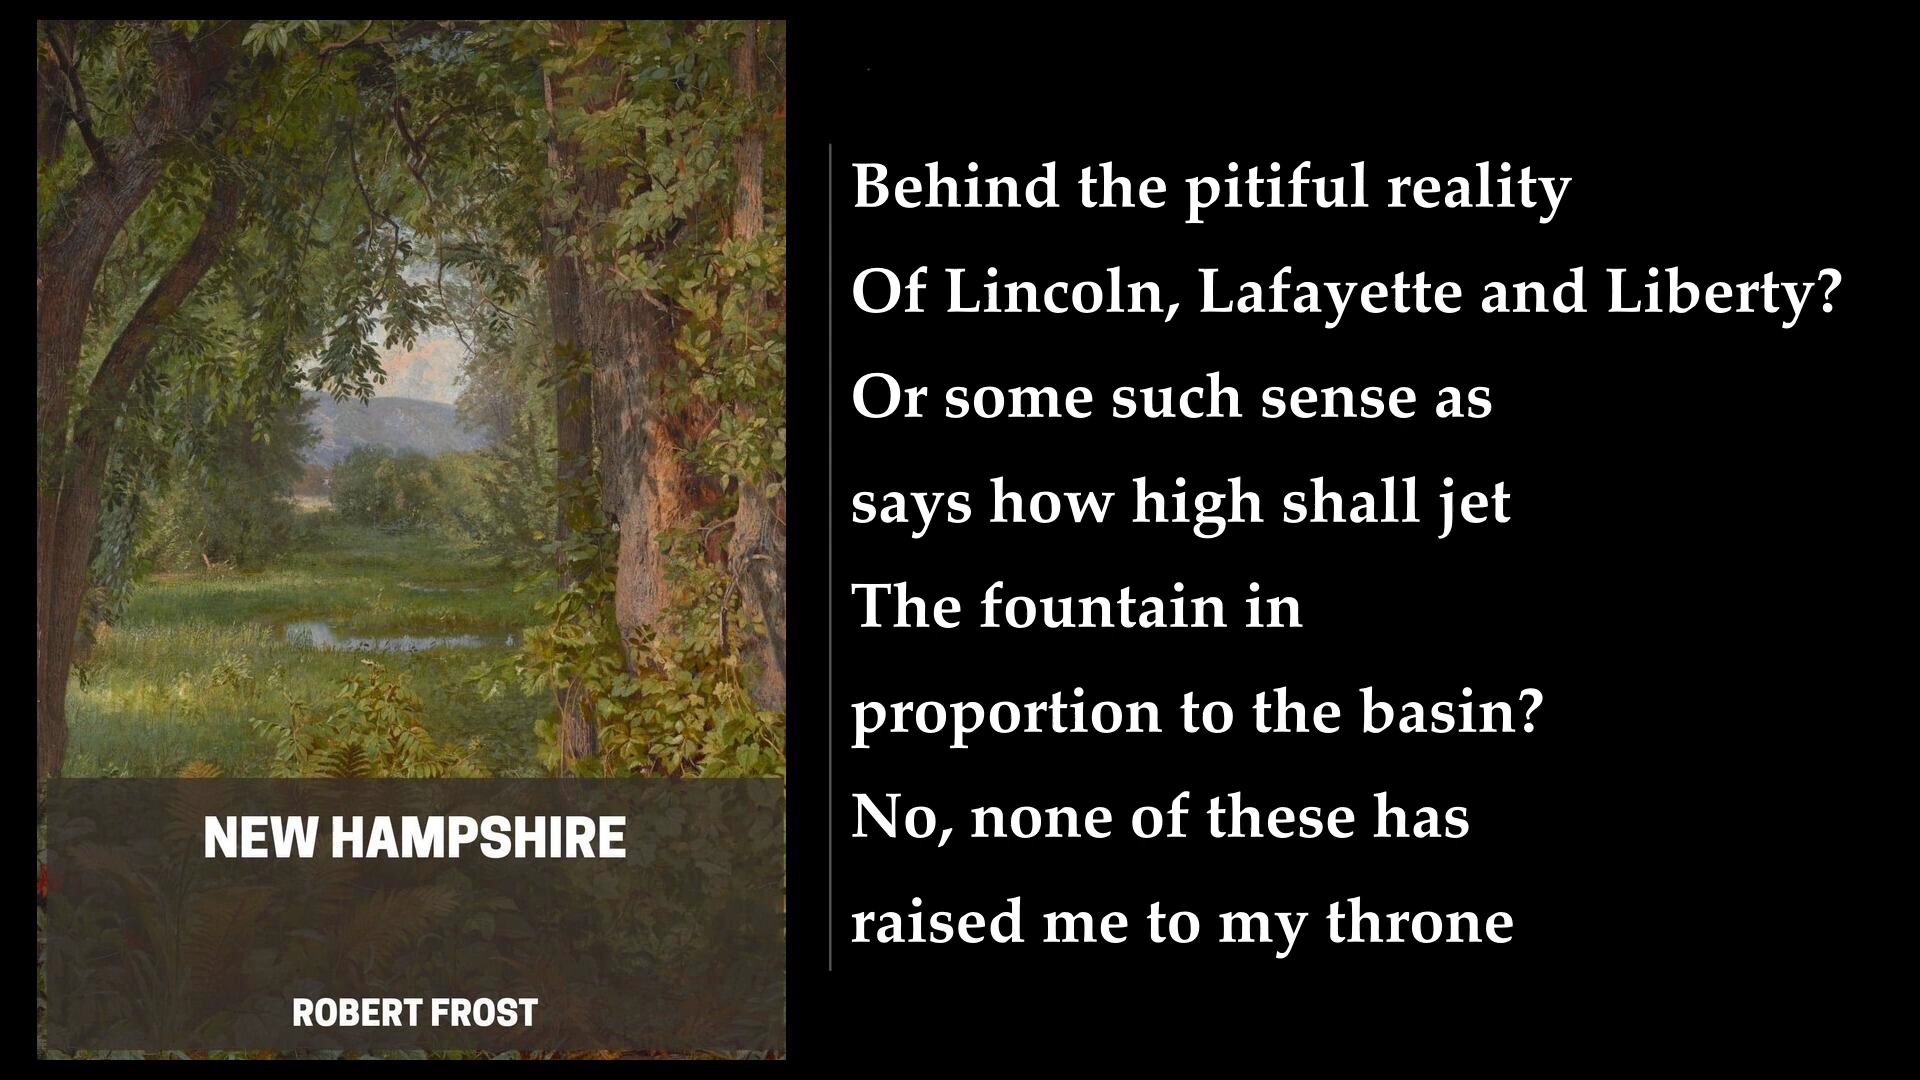 NEW HAMPSHIRE
ROBERT FROST
Behind the pitiful reality
Of Lincoln, Lafayette and Liberty?
Or some such sense as
says how high shall jet
The fountain in
proportion to the basin?
No, none of these has
raised me to my throne